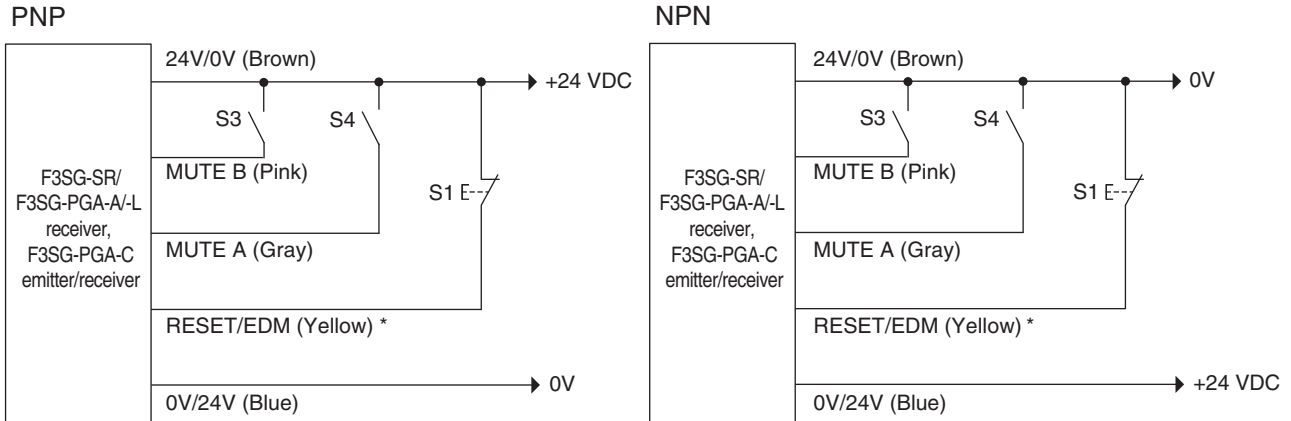 PNP
24V/0V (Brown)
+24 VDC
S3
S4
MUTE B (Pink)
F3SG-SR/
F3SG-PGA-A/-L
receiver,
F3SG-PGA-C
emitter/receiver
S1
MUTE A (Gray)
RESET/EDM (Yellow) *
0V
0V/24V (Blue)
NPN
24V/0V (Brown)
0V
S3
S4
MUTE B (Pink)
F3SG-SR/
F3SG-PGA-A/-L
receiver,
F3SG-PGA-C
emitter/receiver
S1
MUTE A (Gray)
RESET/EDM (Yellow) *
+24 VDC
0V/24V (Blue)